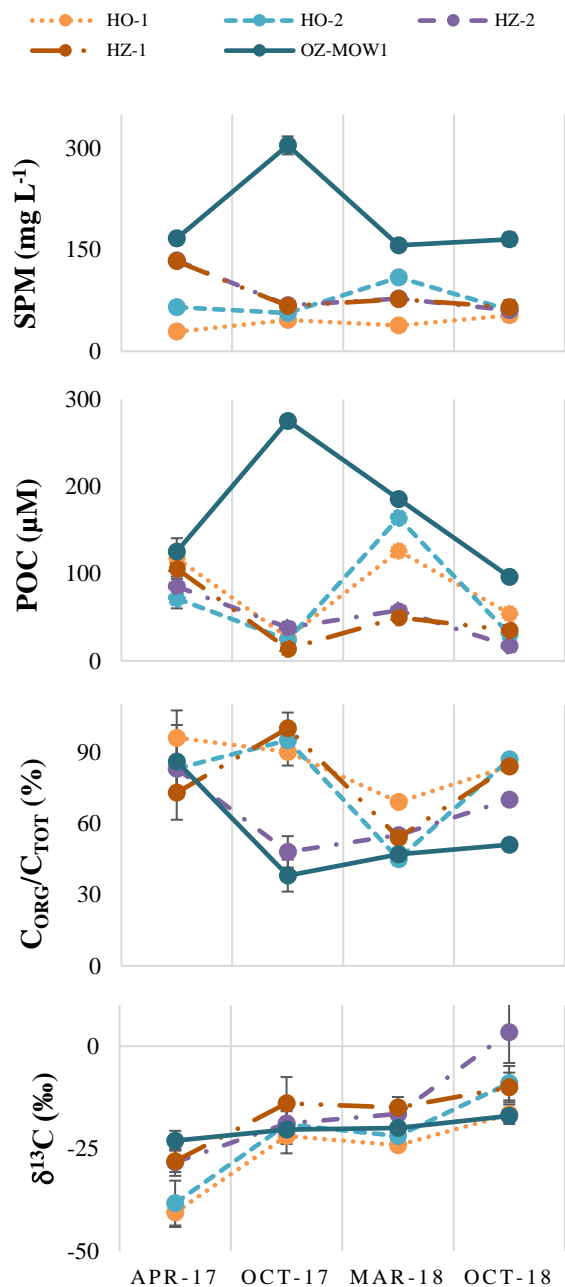 HO-1 HO-2 HZ-2
HZ-1 OZ-MOW1
SPM (mg L-1)
300
150
0
POC (µM)
300
200
100
0
CORG/CTOT (%)
90
60
30
0
δ13C (‰)
0
-25
-50
APR-17 OCT-17 MAR-18 OCT-18